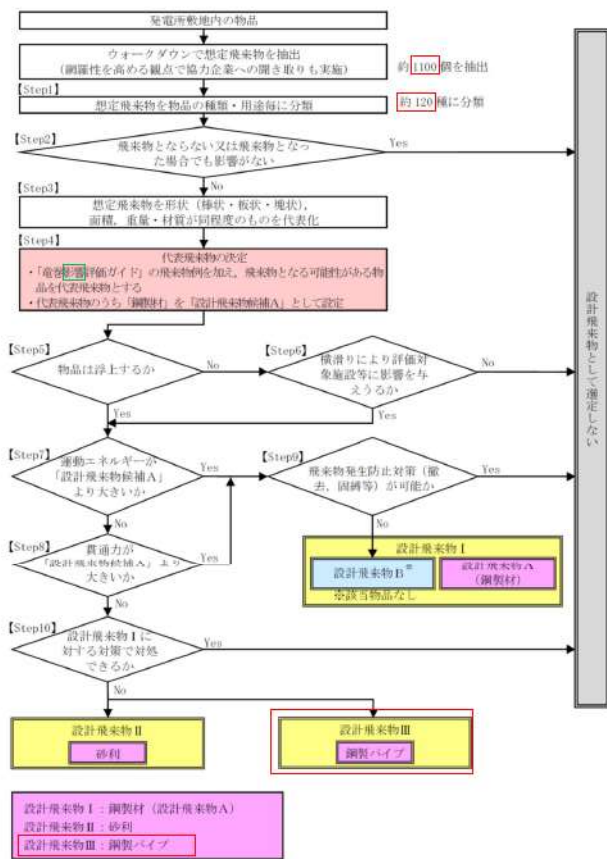 発電所敷地内の物品
ウォークダウンで想定飛来物を抽出
(網羅性を高める観点で協力企業への聞き取りも実施)
約1100個を抽出
【Step1】
想定飛来物を物品の種類・用途毎に分類
約120種に分類
【Step2】
飛来物とならない又は飛来物となっ
た場合でも影響がない
Yes
No
【Step3】
想定飛来物を形状(棒状・板状・塊状),
面積,重量・材質が同程度のものを代表化
【Step4】
代表飛来物の決定
・「竜巻影響評価ガイド」の飛来物例を加え,飛来物となる可能性がある物
品を代表飛来物とする
・代表飛来物のうち「鋼製材」を「設計飛来物候補A」として設定
【Step5】
物品は浮上するか
No
Yes
【Step6】
横滑りにより評価対
象施設等に影響を与
えうるか
No
Yes
【Step7】
運動エネルギーが
「設計飛来物候補A」
より大きいか
Yes
No
【Step9】
飛来物発生防止対策(撤
去,固縛等)が可能か
Yes
No
【Step8】
貫通力が
「設計飛来物候補A」より
大きいか
Yes
No
設計飛来物Ⅰ
設計飛来物B※
設計飛来物A
(鋼製材)
※該当物品なし
【Step10】
設計飛来物Ⅰに
対する対策で対処
できるか
Yes
No
設計飛来物として選定しない
設計飛来物Ⅱ
砂利
設計飛来物Ⅲ
鋼製パイプ
設計飛来物Ⅰ:鋼製材(設計飛来物A)
設計飛来物Ⅱ:砂利
設計飛来物Ⅲ:鋼製パイプ